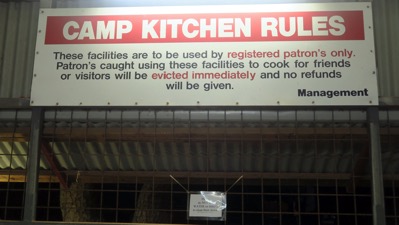 CAMP KITCHEN RULES
These facilities are to be used by registered patron's only.
Patron's caught using these facilities to cook for friends
or visitors will be evicted immediately and no refunds
will be given.
Management